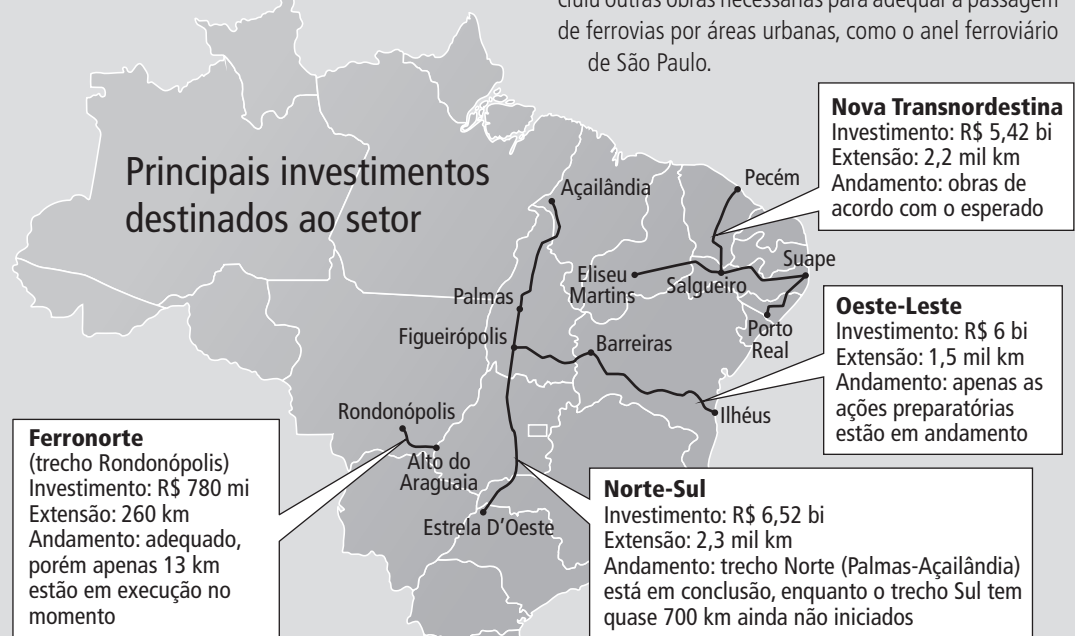 cluiu outras obras necessárias para adequar a passagem
de ferrovias por áreas urbanas, como o anel ferroviário
de São Paulo.
Principais investimentos
destinados ao setor
Nova Transnordestina
Investimento: R$ 5,42 bi
Extensão: 2,2 mil km
Andamento: obras de
acordo com o esperado
Açailândia
Pecém
Eliseu
Martins
Salgueiro
Suape
Porto
Real
Palmas
Figueirópolis
Barreiras
Ilhéus
Oeste-Leste
Investimento: R$ 6 bi
Extensão: 1,5 mil km
Andamento: apenas as
ações preparatórias
estão em andamento
Rondonópolis
Alto do
Araguaia
Estrela D’Oeste
Ferronorte
(trecho Rondonópolis)
Investimento: R$ 780 mi
Extensão: 260 km
Andamento: adequado,
porém apenas 13 km
estão em execução no
momento
Norte-Sul
Investimento: R$ 6,52 bi
Extensão: 2,3 mil km
Andamento: trecho Norte (Palmas-Açailândia)
está em conclusão, enquanto o trecho Sul tem
quase 700 km ainda não iniciados